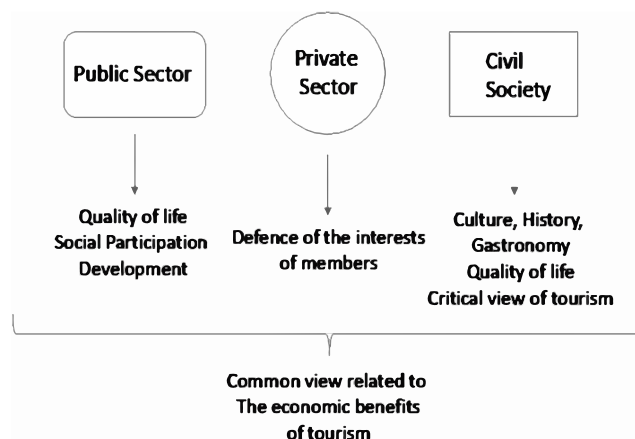 Public Sector
Private
Sector
Civil
Society
Quality of life
Social Participation
Development
Defence of the interests
of members
Culture, History,
Gastronomy
Quality of life
Critical view of tourism
Common view related to
The economic benefits
of tourism